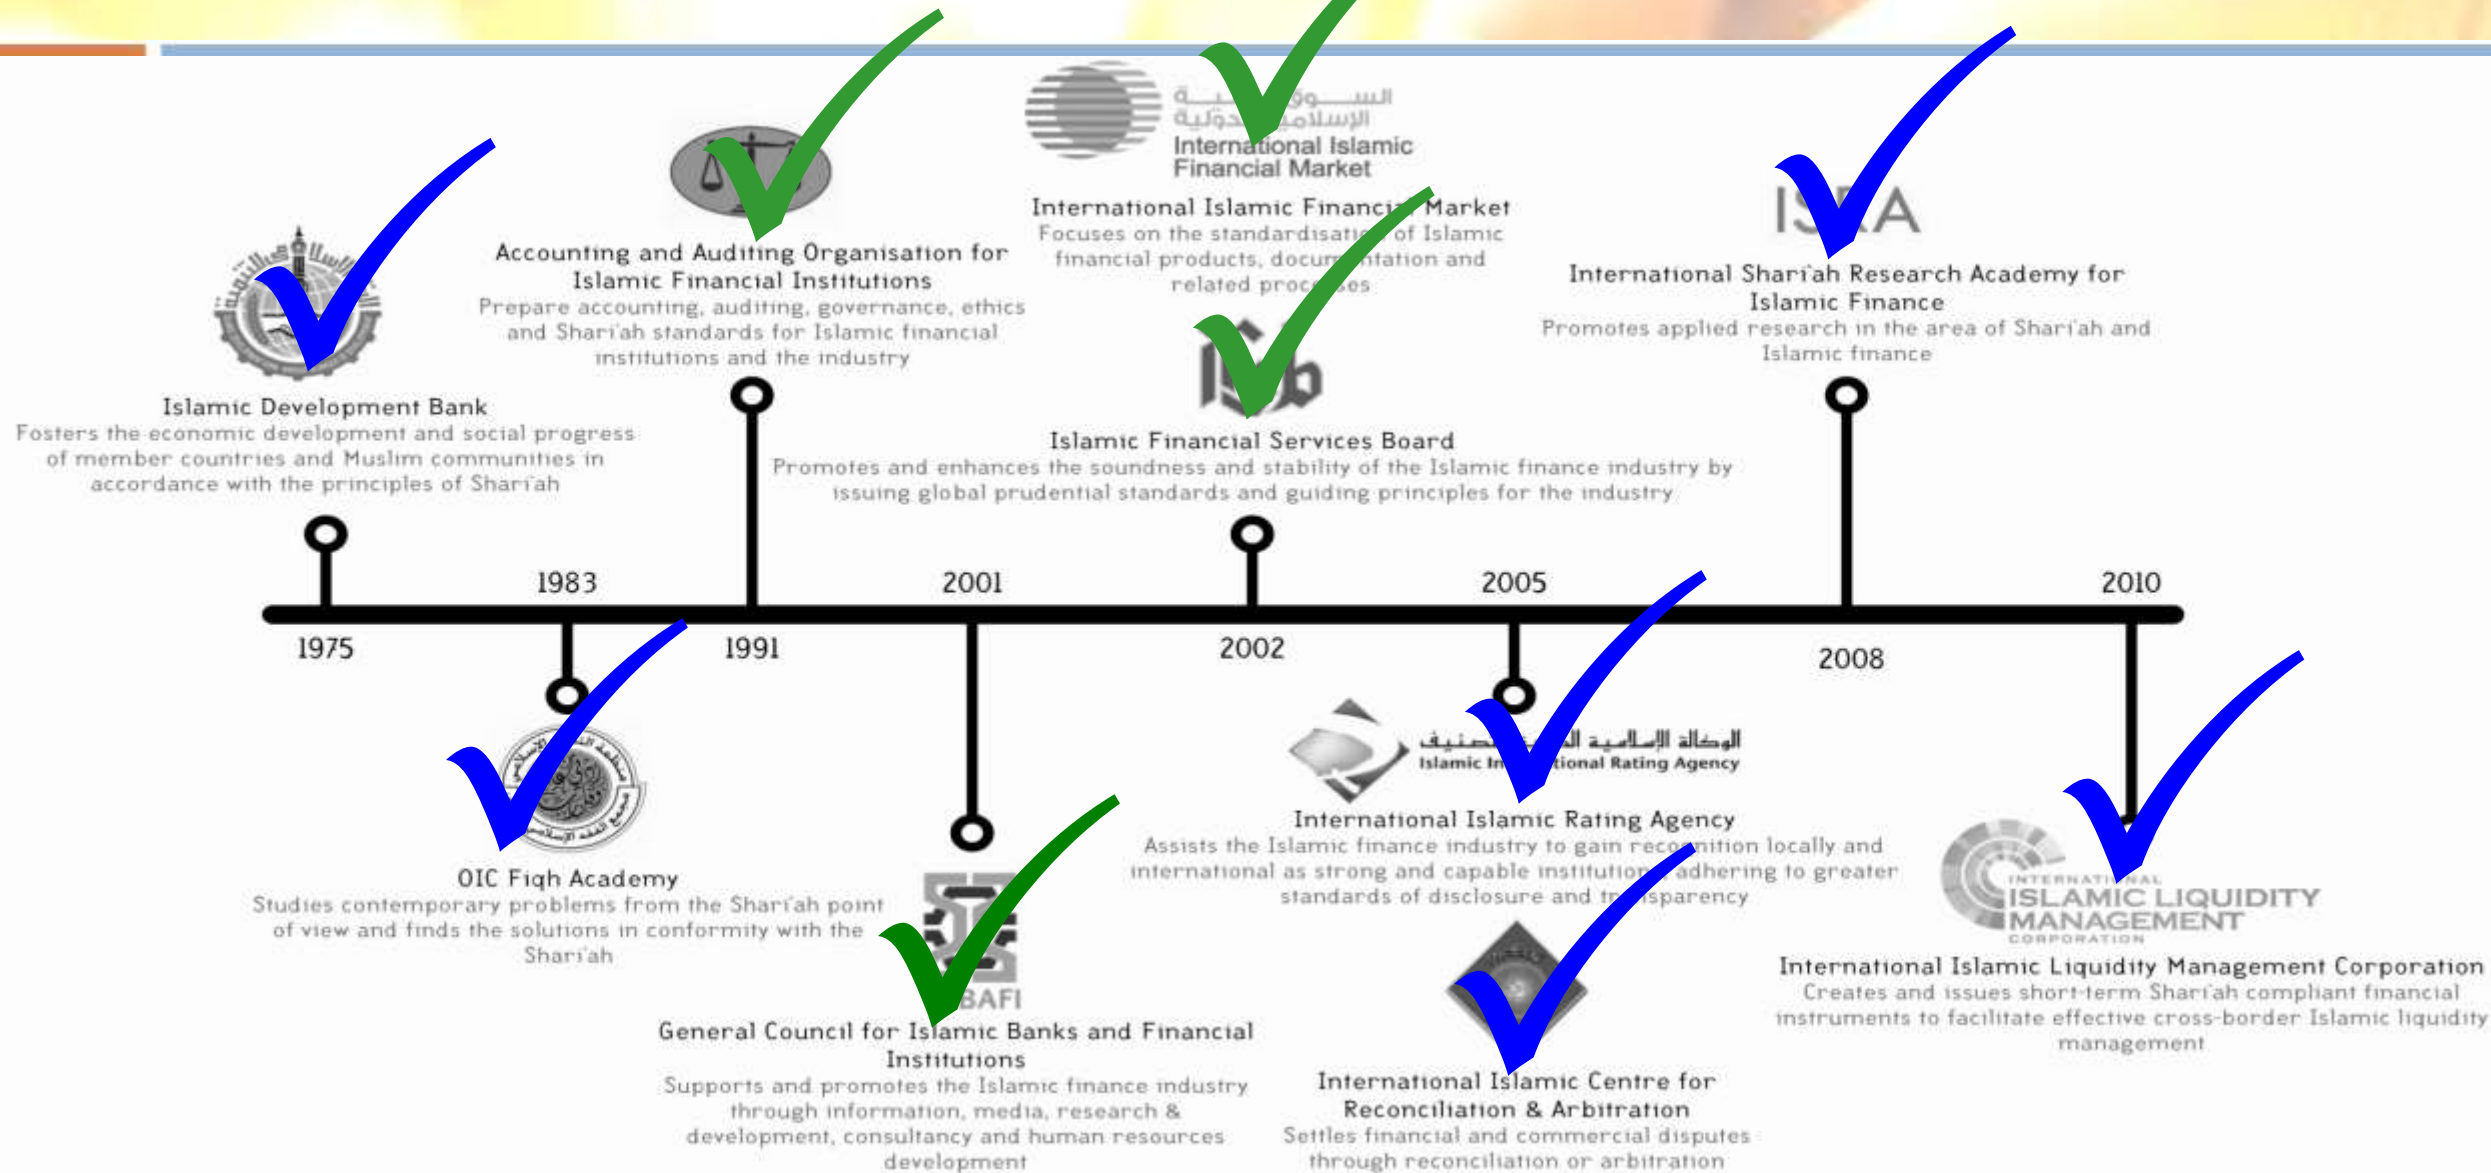 International Islamic
Financial Market
International Islamic Financial Market
Focuses on the standardisation of Islamic
financial products, documentation and
related processes
Accounting and Auditing Organisation for
Islamic Financial Institutions
Prepare accounting, auditing, governance, ethics
and Shari'ah standards for Islamic financial
institutions and the industry
ISRA
International Shari'ah Research Academy for
Islamic Finance
Promotes applied research in the area of Shari'ah and
Islamic finance
Islamic Development Bank
Fosters the economic development and social progress
of member countries and Muslim communities in
accordance with the principles of Shari'ah
Islamic Financial Services Board
Promotes and enhances the soundness and stability of the Islamic finance industry by
issuing global prudential standards and guiding principles for the industry
1983
2001
2005
2010
1975
1991
2002
2008
الوكالة الإسلامية
Islamic International Rating Agency
International Islamic Rating Agency
Assists the Islamic finance industry to gain recognition locally and
international as strong and capable institution adhering to greater
standards of disclosure and transparency
OIC Fiqh Academy
Studies contemporary problems from the Shari'ah point
of view and finds the solutions in conformity with the
Shari'ah
INTERNATIONAL
ISLAMIC LIQUIDITY
MANAGEMENT
CORPORATION
International Islamic Liquidity Management Corporation
Creates and issues short-term Shari'ah compliant financial
instruments to facilitate effective cross-border Islamic liquidity
management
BAFI
General Council for Islamic Banks and Financial
Institutions
Supports and promotes the Islamic finance industry
through information, media, research &
development, consultancy and human resources
development
International Islamic Centre for
Reconciliation & Arbitration
Settles financial and commercial disputes
through reconciliation or arbitration